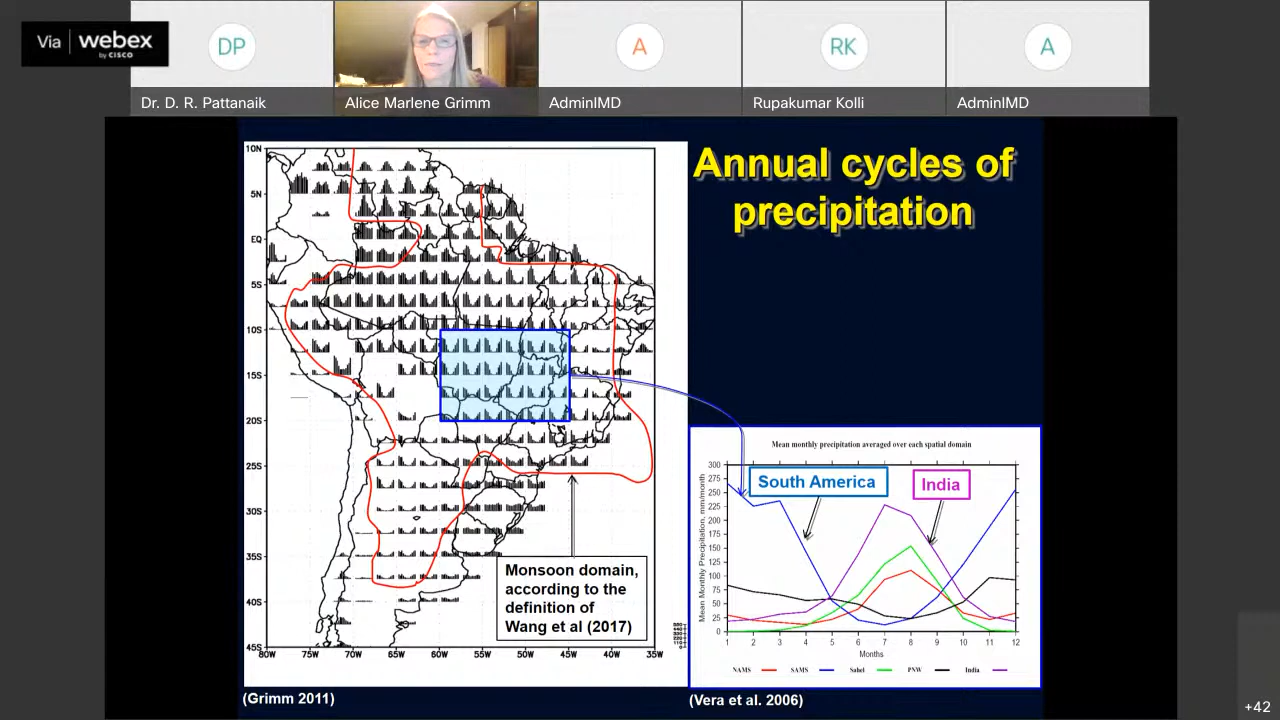 Via webex
by CISCO
DP
A
RK
A
Dr. D. R. Pattanaik
Alice Marlene Grimm
AdminIMD
Rupakumar Kolli
AdminIMD
Annual cycles of
precipitation
10N
5N
EQ
5S
10S
15S
20S
25S
30S
35S
40S
45S
80W 75W 70W 65W 60W 55W 50W 45W 40W 35W
Monsoon domain,
according to the
definition of
Wang et al (2017)
(Grimm 2011)
Mean monthly precipitation averaged over each spatial domain
South America
India
Mean Monthly Precipitation, mm/month
300
275
250
225
200
175
150
125
100
75
50
25
0
1 2 3 4 5 6 7 8 9 10 11 12
Months
NAMS SAMS Sahel PNW India
(Vera et al. 2006)
+42